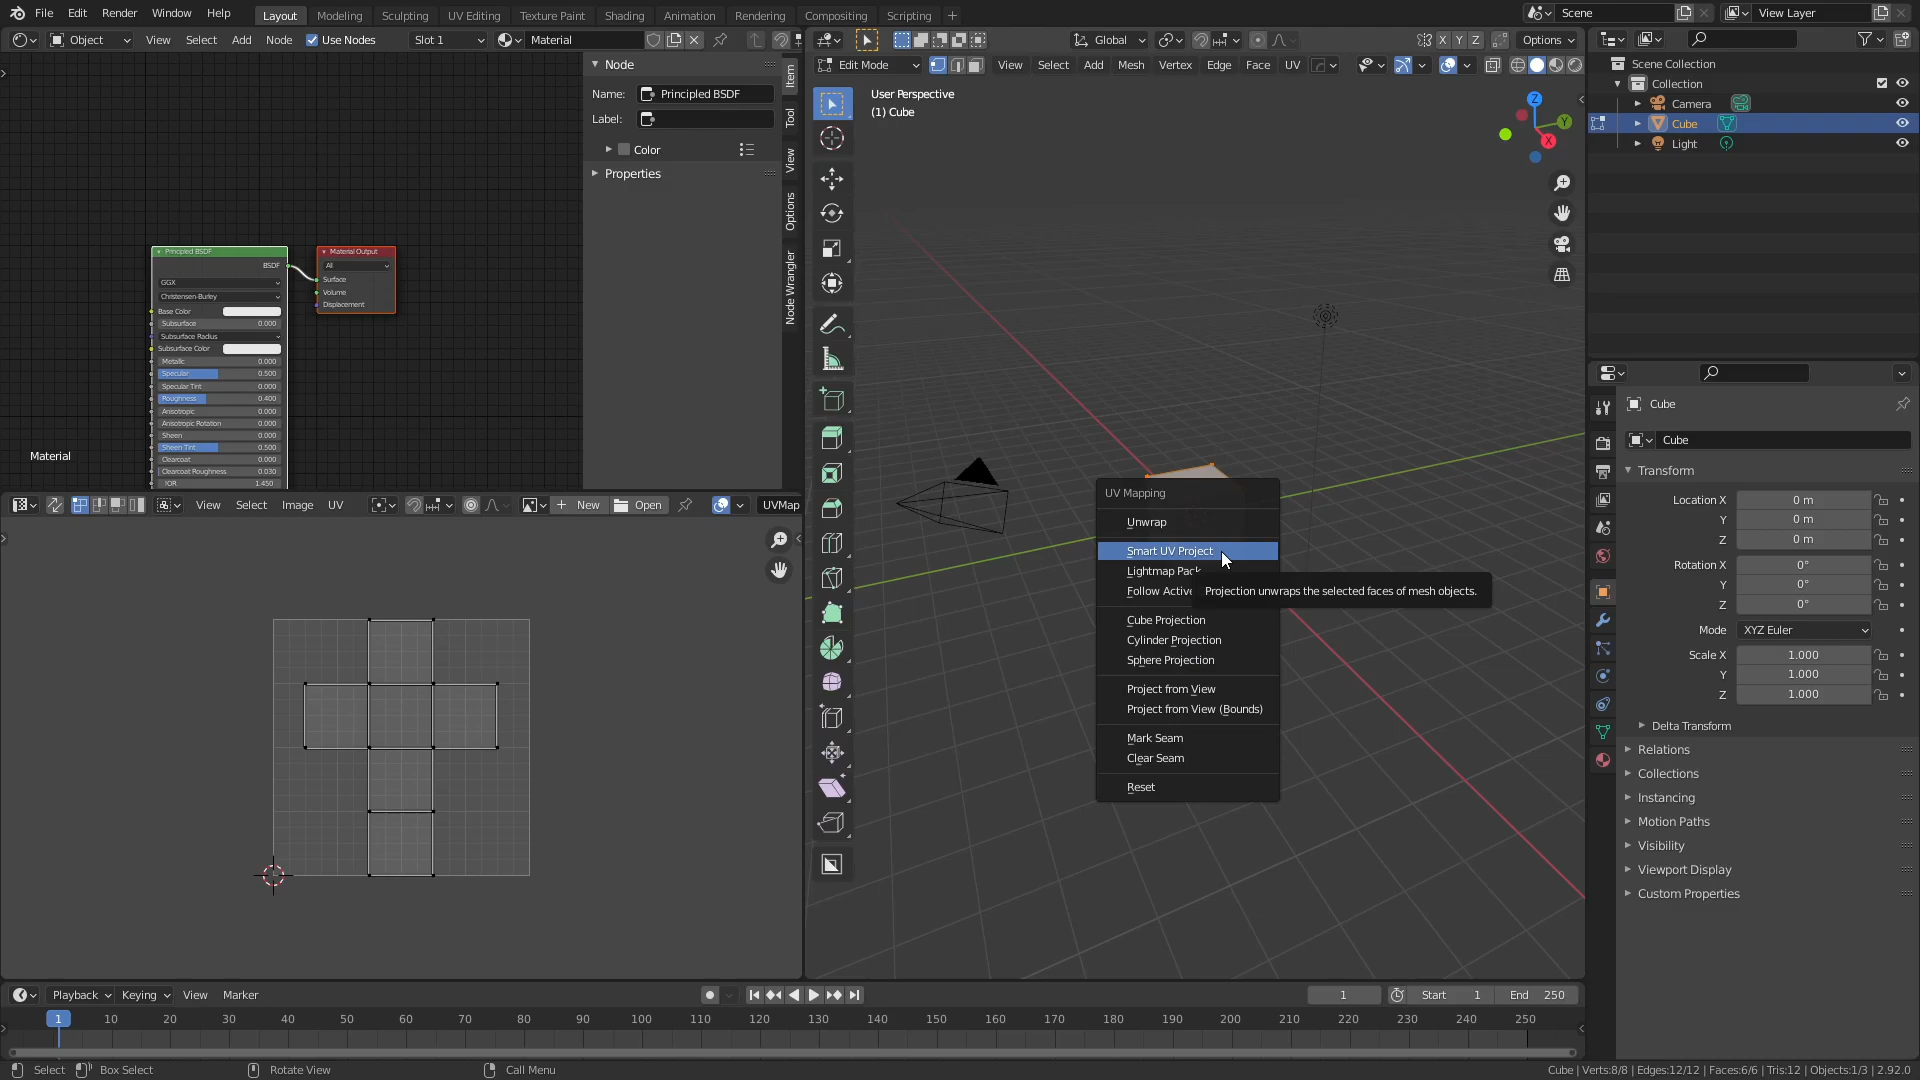 File Edit Render Window Help Layout Modeling Sculpting UV Editing Texture Paint Shading Animation Rendering Compositing Scripting + Scene View Layer
Object View Select Add Node Use Nodes Slot 1 Material Global X Y Z Options
Edit Mode View Select Add Mesh Vertex Edge Face UV
Node
Name: Principled BSDF
Label:
Color
Properties
Item
Tool
View
Options
Node Wrangler
Principled BSDF
BSDF
GGX
Christensen-Burley
Base Color
Subsurface 0.000
Subsurface Radius
Subsurface Color
Metallic 0.000
Specular 0.500
Specular Tint 0.000
Roughness 0.400
Anisotropic 0.000
Anisotropic Rotation 0.000
Sheen 0.000
Sheen Tint 0.500
Clearcoat 0.000
Clearcoat Roughness 0.030
IOR 1.450
Material Output
All
Surface
Volume
Displacement
Material
View Select Image UV + New Open UVMap
User Perspective
(1) Cube
Z
Y
X
UV Mapping
Unwrap
Smart UV Project
Lightmap Pack
Follow Active
Projection unwraps the selected faces of mesh objects.
Cube Projection
Cylinder Projection
Sphere Projection
Project from View
Project from View (Bounds)
Mark Seam
Clear Seam
Reset
Scene Collection
Collection
Camera
Cube
Light
Cube
Cube
Transform
Location X 0 m
Y 0 m
Z 0 m
Rotation X 0°
Y 0°
Z 0°
Mode XYZ Euler
Scale X 1.000
Y 1.000
Z 1.000
Delta Transform
Relations
Collections
Instancing
Motion Paths
Visibility
Viewport Display
Custom Properties
Playback Keying View Marker 1 Start 1 End 250
1 10 20 30 40 50 60 70 80 90 100 110 120 130 140 150 160 170 180 190 200 210 220 230 240 250
Select Box Select Rotate View Call Menu Cube | Verts:8/8 | Edges:12/12 | Faces:6/6 | Tris:12 | Objects:1/3 | 2.92.0